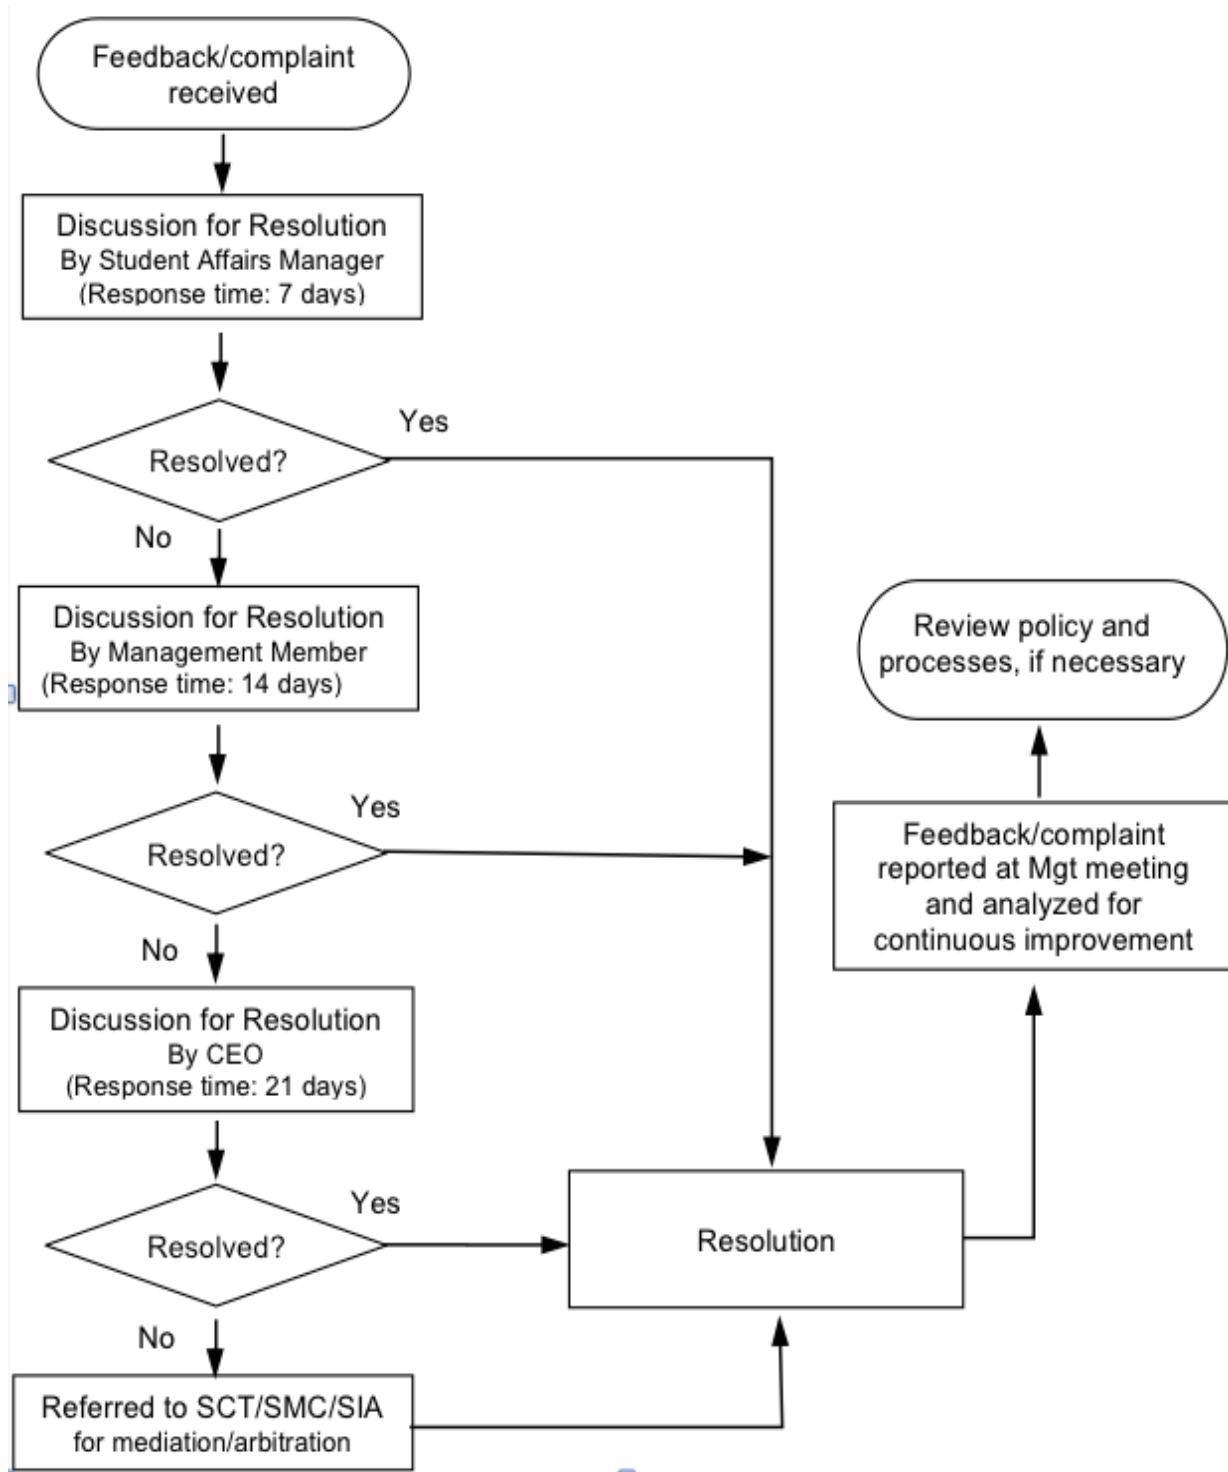 Feedback/complaint
received
Discussion for Resolution
By Student Affairs Manager
(Response time: 7 days)
Resolved?
Yes
No
Discussion for Resolution
By Management Member
(Response time: 14 days)
Resolved?
Yes
No
Discussion for Resolution
By CEO
(Response time: 21 days)
Resolved?
Yes
No
Referred to SCT/SMC/SIA
for mediation/arbitration
Resolution
Feedback/complaint
reported at Mgt meeting
and analyzed for
continuous improvement
Review policy and
processes, if necessary